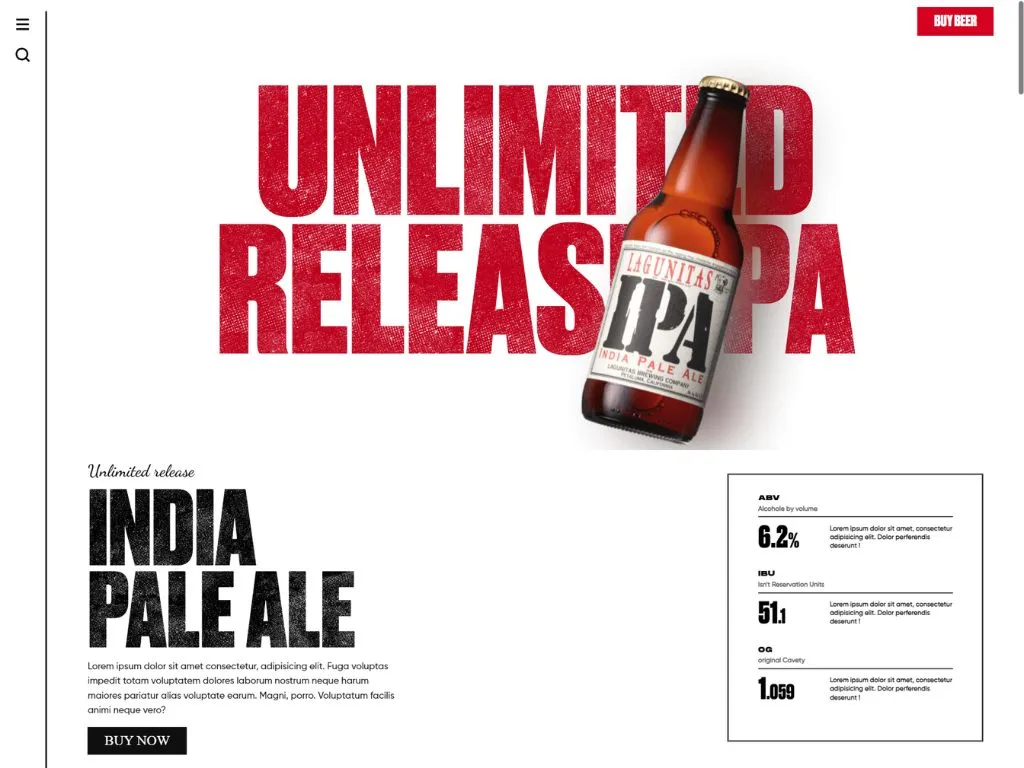 BUY BEER
UNLIMITED
RELEASE IPA
LAGUNITAS
IPA
INDIA PALE ALE
LAGUNITAS BREWING COMPANY
PETALUMA, CALIFORNIA
Unlimited release
INDIA
PALE ALE
Lorem ipsum dolor sit amet consectetur, adipisicing elit. Fuga voluptas
impedit totam voluptatem dolores laborum nostrum neque harum
maiores pariatur alias voluptate earum. Magni, porro. Voluptatum facilis
animi neque vero?
BUY NOW
ABV
Alcohole by volume
6.2%
Lorem ipsum dolor sit amet, consectetur
adipisicing elit. Dolor perferendis
deserunt !
IBU
Isn't Reservation Units
51.1
Lorem ipsum dolor sit amet, consectetur
adipisicing elit. Dolor perferendis
deserunt !
OG
original Cavety
1.059
Lorem ipsum dolor sit amet, consectetur
adipisicing elit. Dolor perferendis
deserunt !